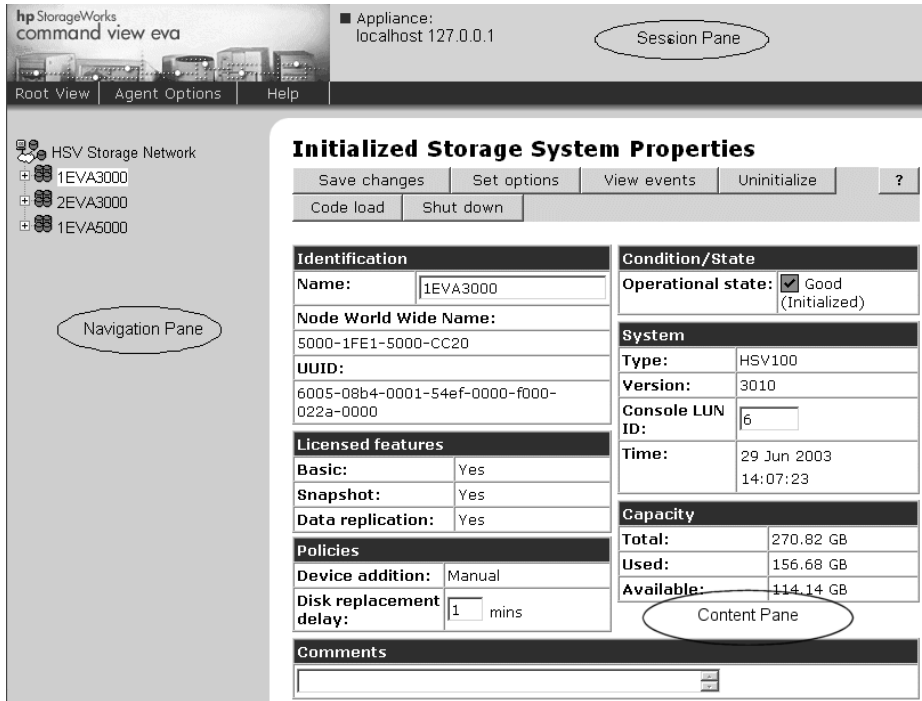 hp StorageWorks
command view eva
Appliance:
localhost 127.0.0.1
Session Pane
Root View
Agent Options
Help
HSV Storage Network
1EVA3000
2EVA3000
1EVA5000
Navigation Pane
Initialized Storage System Properties
Save changes
Set options
View events
Uninitialize
?
Code load
Shut down
Identification
Name: 1EVA3000
Node World Wide Name:
5000-1FE1-5000-CC20
UUID:
6005-08b4-0001-54ef-0000-f000-
022a-0000
Licensed features
Basic: Yes
Snapshot: Yes
Data replication: Yes
Policies
Device addition: Manual
Disk replacement
delay: 1 mins
Condition/State
Operational state: Good
(Initialized)
System
Type: HSV100
Version: 3010
Console LUN
ID: 6
Time: 29 Jun 2003
14:07:23
Capacity
Total: 270.82 GB
Used: 156.68 GB
Available: 114.14 GB
Content Pane
Comments